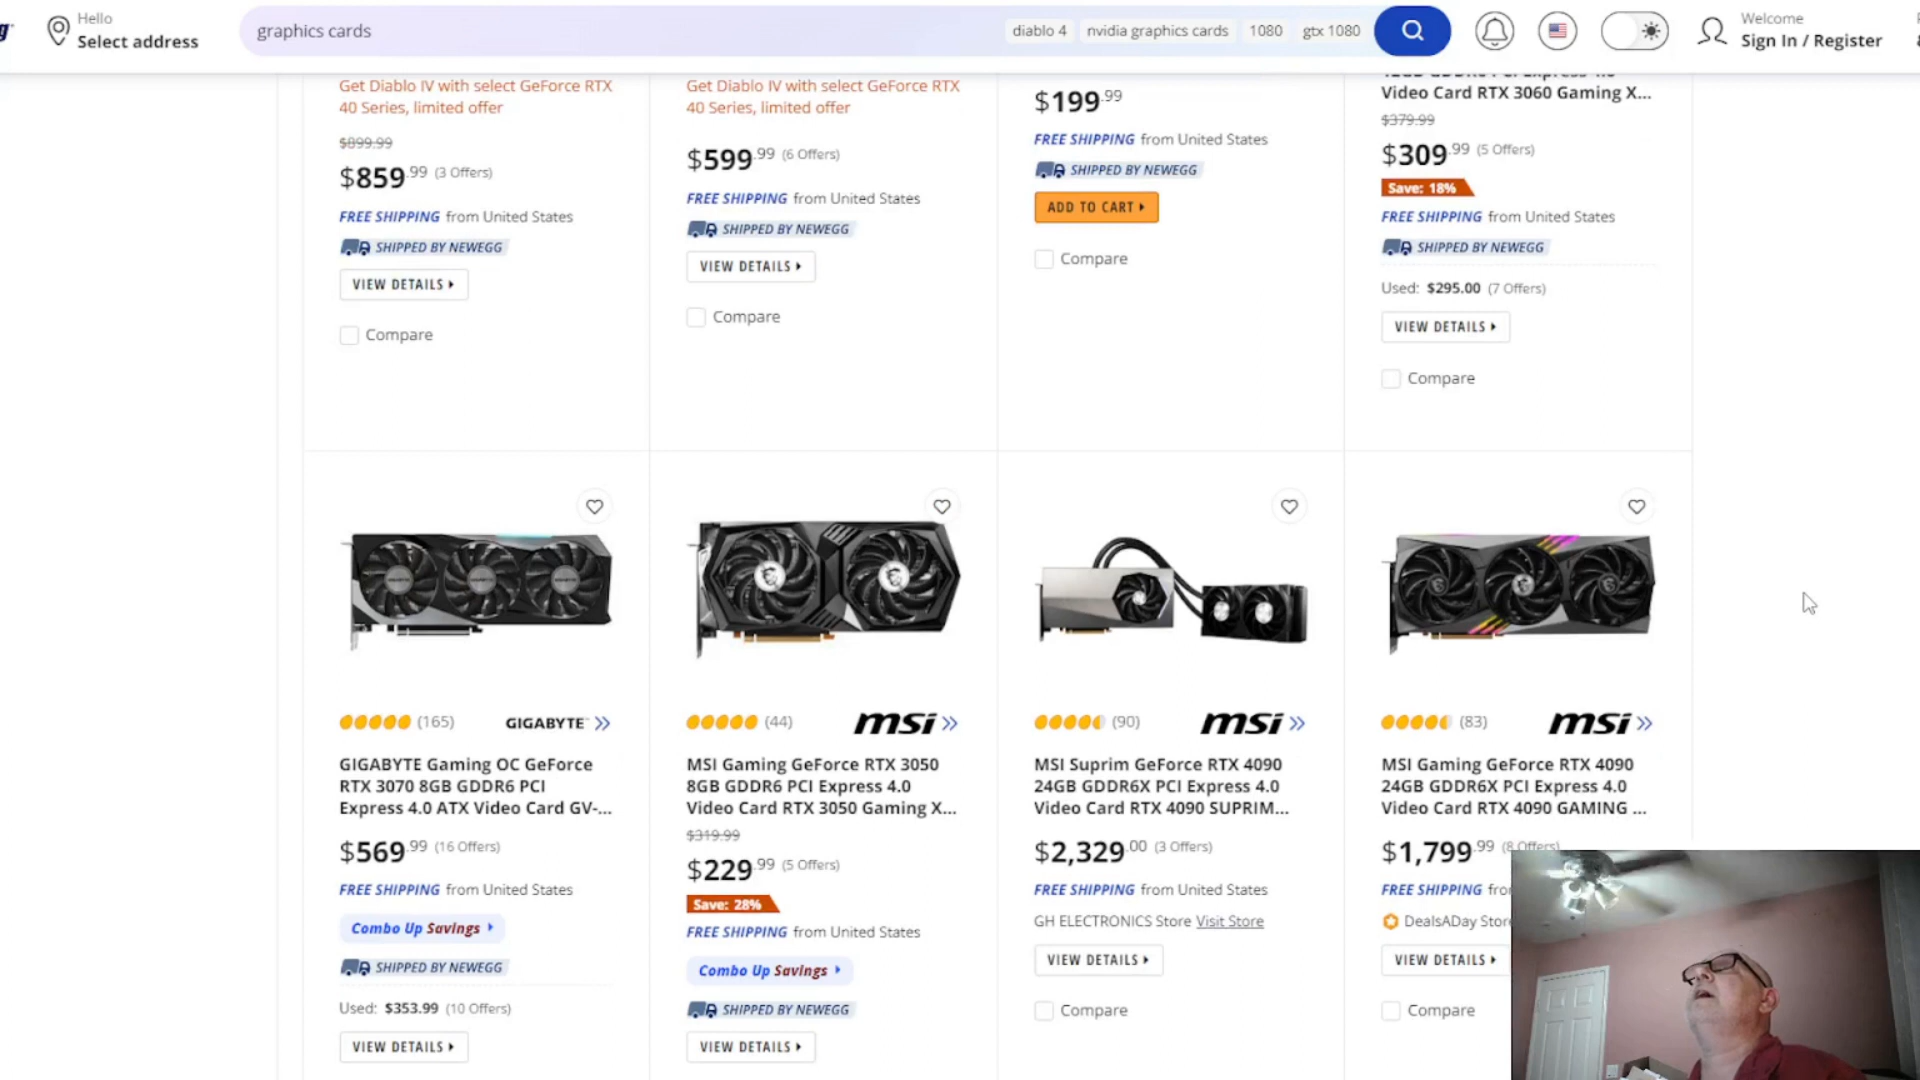 Hello
Select address
graphics cards
diablo 4
nvidia graphics cards
1080
gtx 1080
Welcome
Sign In / Register
Get Diablo IV with select GeForce RTX
40 Series, limited offer
$899.99
$859.99 (3 Offers)
FREE SHIPPING from United States
SHIPPED BY NEWEGG
VIEW DETAILS
Compare
Get Diablo IV with select GeForce RTX
40 Series, limited offer
$599.99 (6 Offers)
FREE SHIPPING from United States
SHIPPED BY NEWEGG
VIEW DETAILS
Compare
$199.99
FREE SHIPPING from United States
SHIPPED BY NEWEGG
ADD TO CART
Compare
12GB GDDR6 PCI Express 4.0
Video Card RTX 3060 Gaming X...
$379.99
$309.99 (5 Offers)
Save: 18%
FREE SHIPPING from United States
SHIPPED BY NEWEGG
Used: $295.00 (7 Offers)
VIEW DETAILS
Compare
(165)
GIGABYTE
GIGABYTE Gaming OC GeForce
RTX 3070 8GB GDDR6 PCI
Express 4.0 ATX Video Card GV-...
$569.99 (16 Offers)
FREE SHIPPING from United States
Combo Up Savings
SHIPPED BY NEWEGG
Used: $353.99 (10 Offers)
VIEW DETAILS
(44)
msi
MSI Gaming GeForce RTX 3050
8GB GDDR6 PCI Express 4.0
Video Card RTX 3050 Gaming X...
$319.99
$229.99 (5 Offers)
Save: 28%
FREE SHIPPING from United States
Combo Up Savings
SHIPPED BY NEWEGG
VIEW DETAILS
(90)
msi
MSI Suprim GeForce RTX 4090
24GB GDDR6X PCI Express 4.0
Video Card RTX 4090 SUPRIM...
$2,329.00 (3 Offers)
FREE SHIPPING from United States
GH ELECTRONICS Store Visit Store
VIEW DETAILS
Compare
(83)
msi
MSI Gaming GeForce RTX 4090
24GB GDDR6X PCI Express 4.0
Video Card RTX 4090 GAMING ...
$1,799.99 (8 Offers)
FREE SHIPPING
DealsADay Store
VIEW DETAILS
Compare